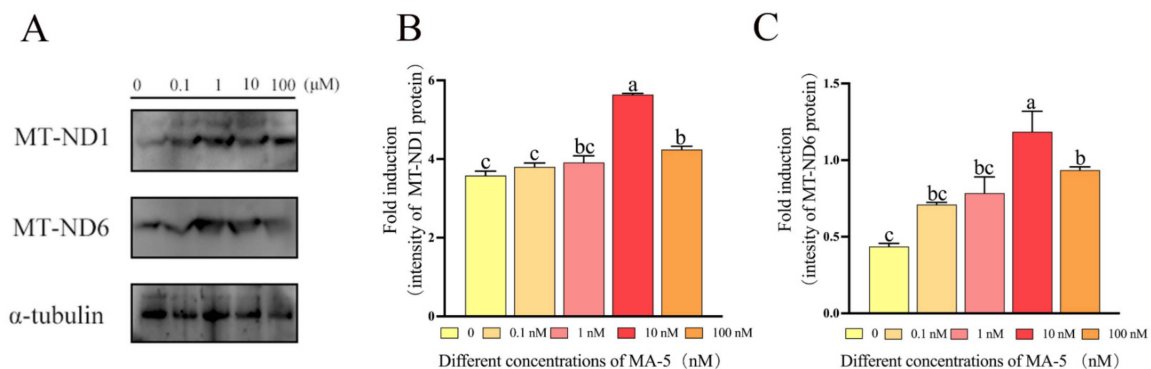 A
0 0.1 1 10 100 (μM)
MT-ND1
MT-ND6
α-tubulin
B
Fold induction
(intensity of MT-ND1 protein)
6
4
2
0
c c bc a b
0 0.1 nM 1 nM 10 nM 100 nM
Different concentrations of MA-5 (nM)
C
Fold induction
(intesity of MT-ND6 protein)
1.5
1.0
0.5
0.0
c bc bc a b
0 0.1 nM 1 nM 10 nM 100 nM
Different concentrations of MA-5 (nM)